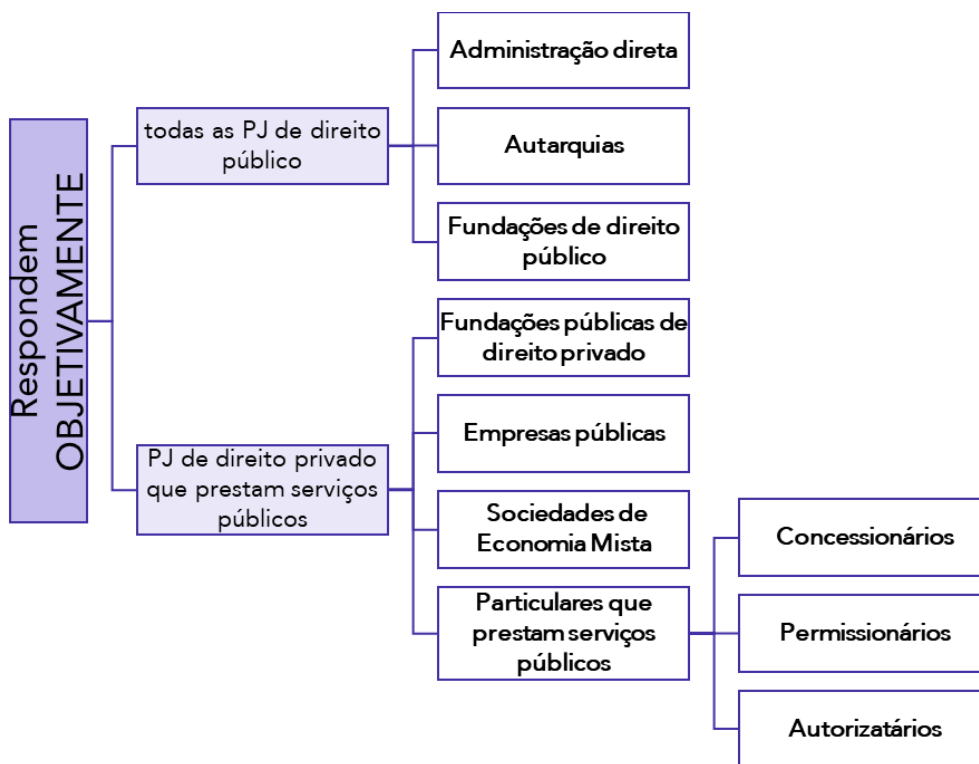 Respondem
OBJETIVAMENTE
todas as PJ de direito
público
Administração direta
Autarquias
Fundações de direito
público
PJ de direito privado
que prestam serviços
públicos
Fundações públicas de
direito privado
Empresas públicas
Sociedades de
Economia Mista
Particulares que
prestam serviços
públicos
Concessionários
Permissionários
Autorizatários